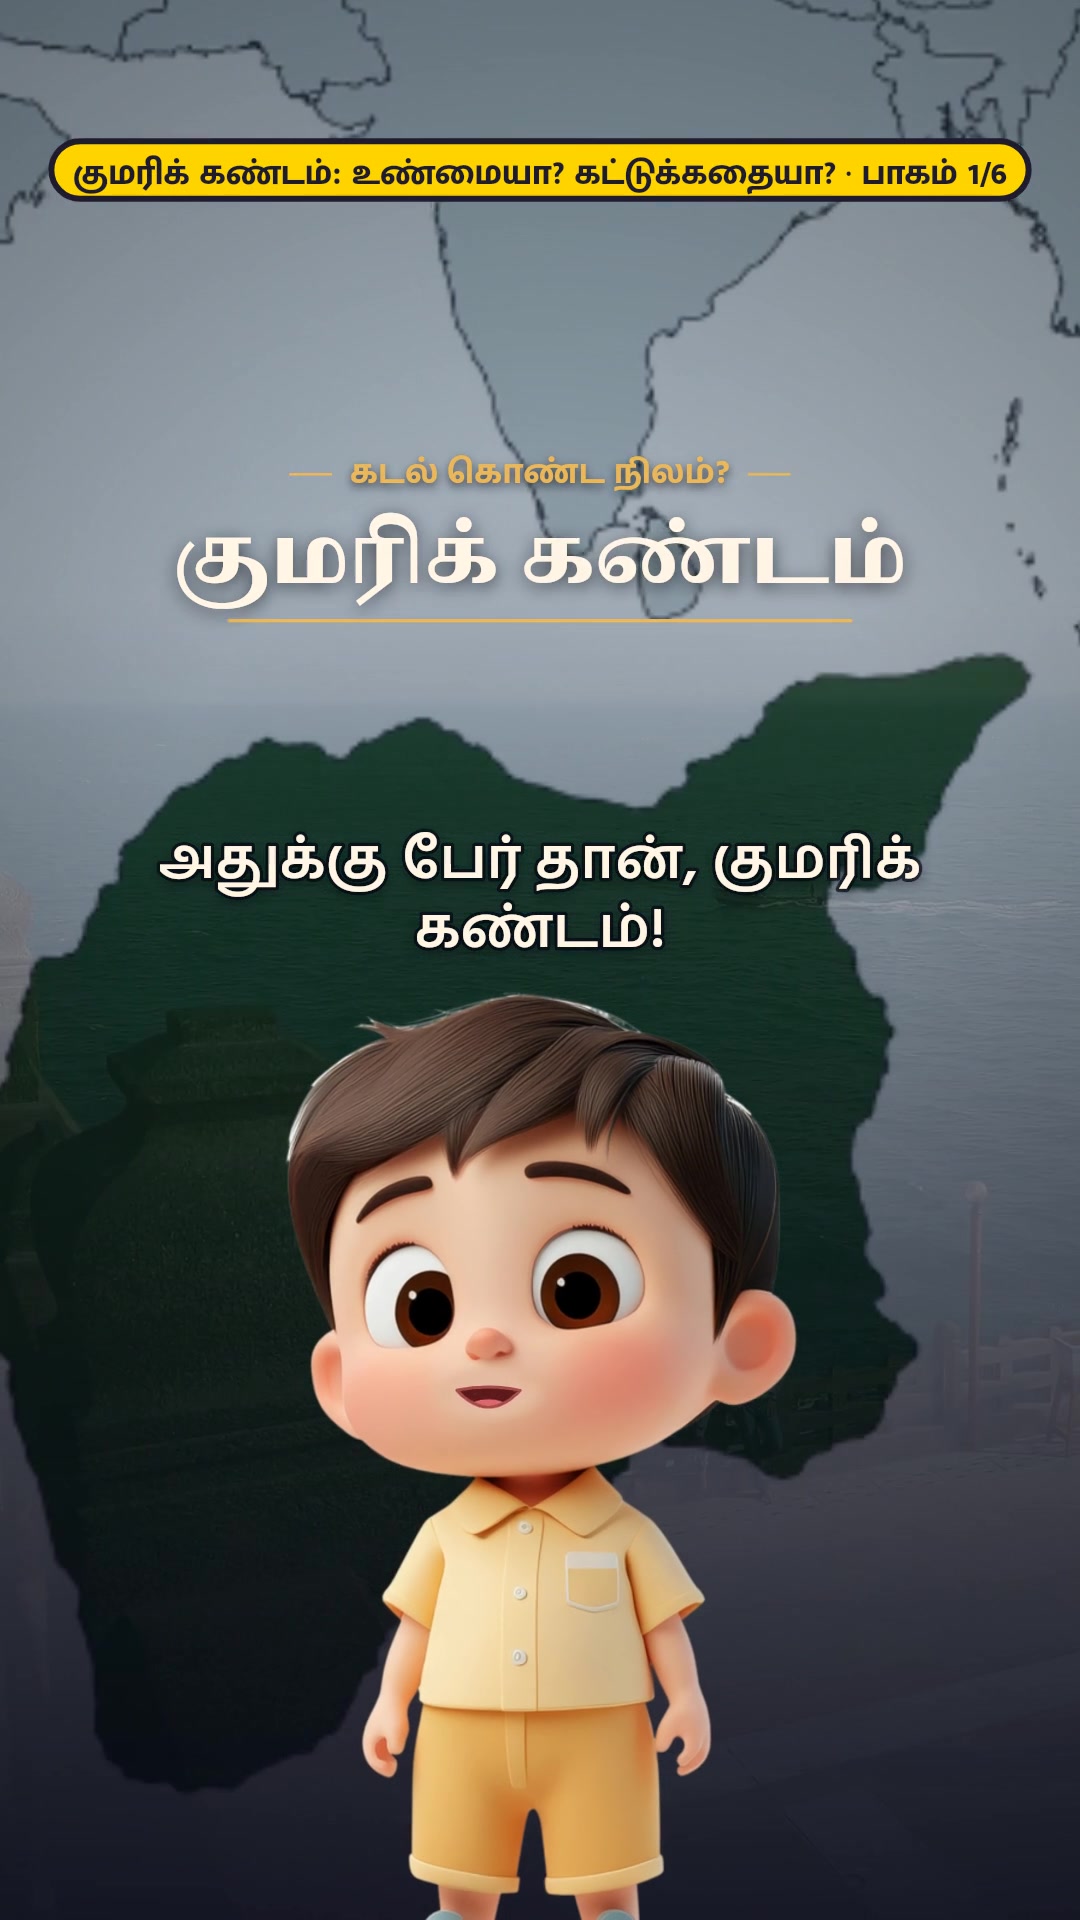 குமரிக் கண்டம்: உண்மையா? கட்டுக்கதையா? · பாகம் 1/6
கடல் கொண்ட நிலம்?
குமரிக் கண்டம்
அதுக்கு பேர் தான், குமரிக்
கண்டம்!